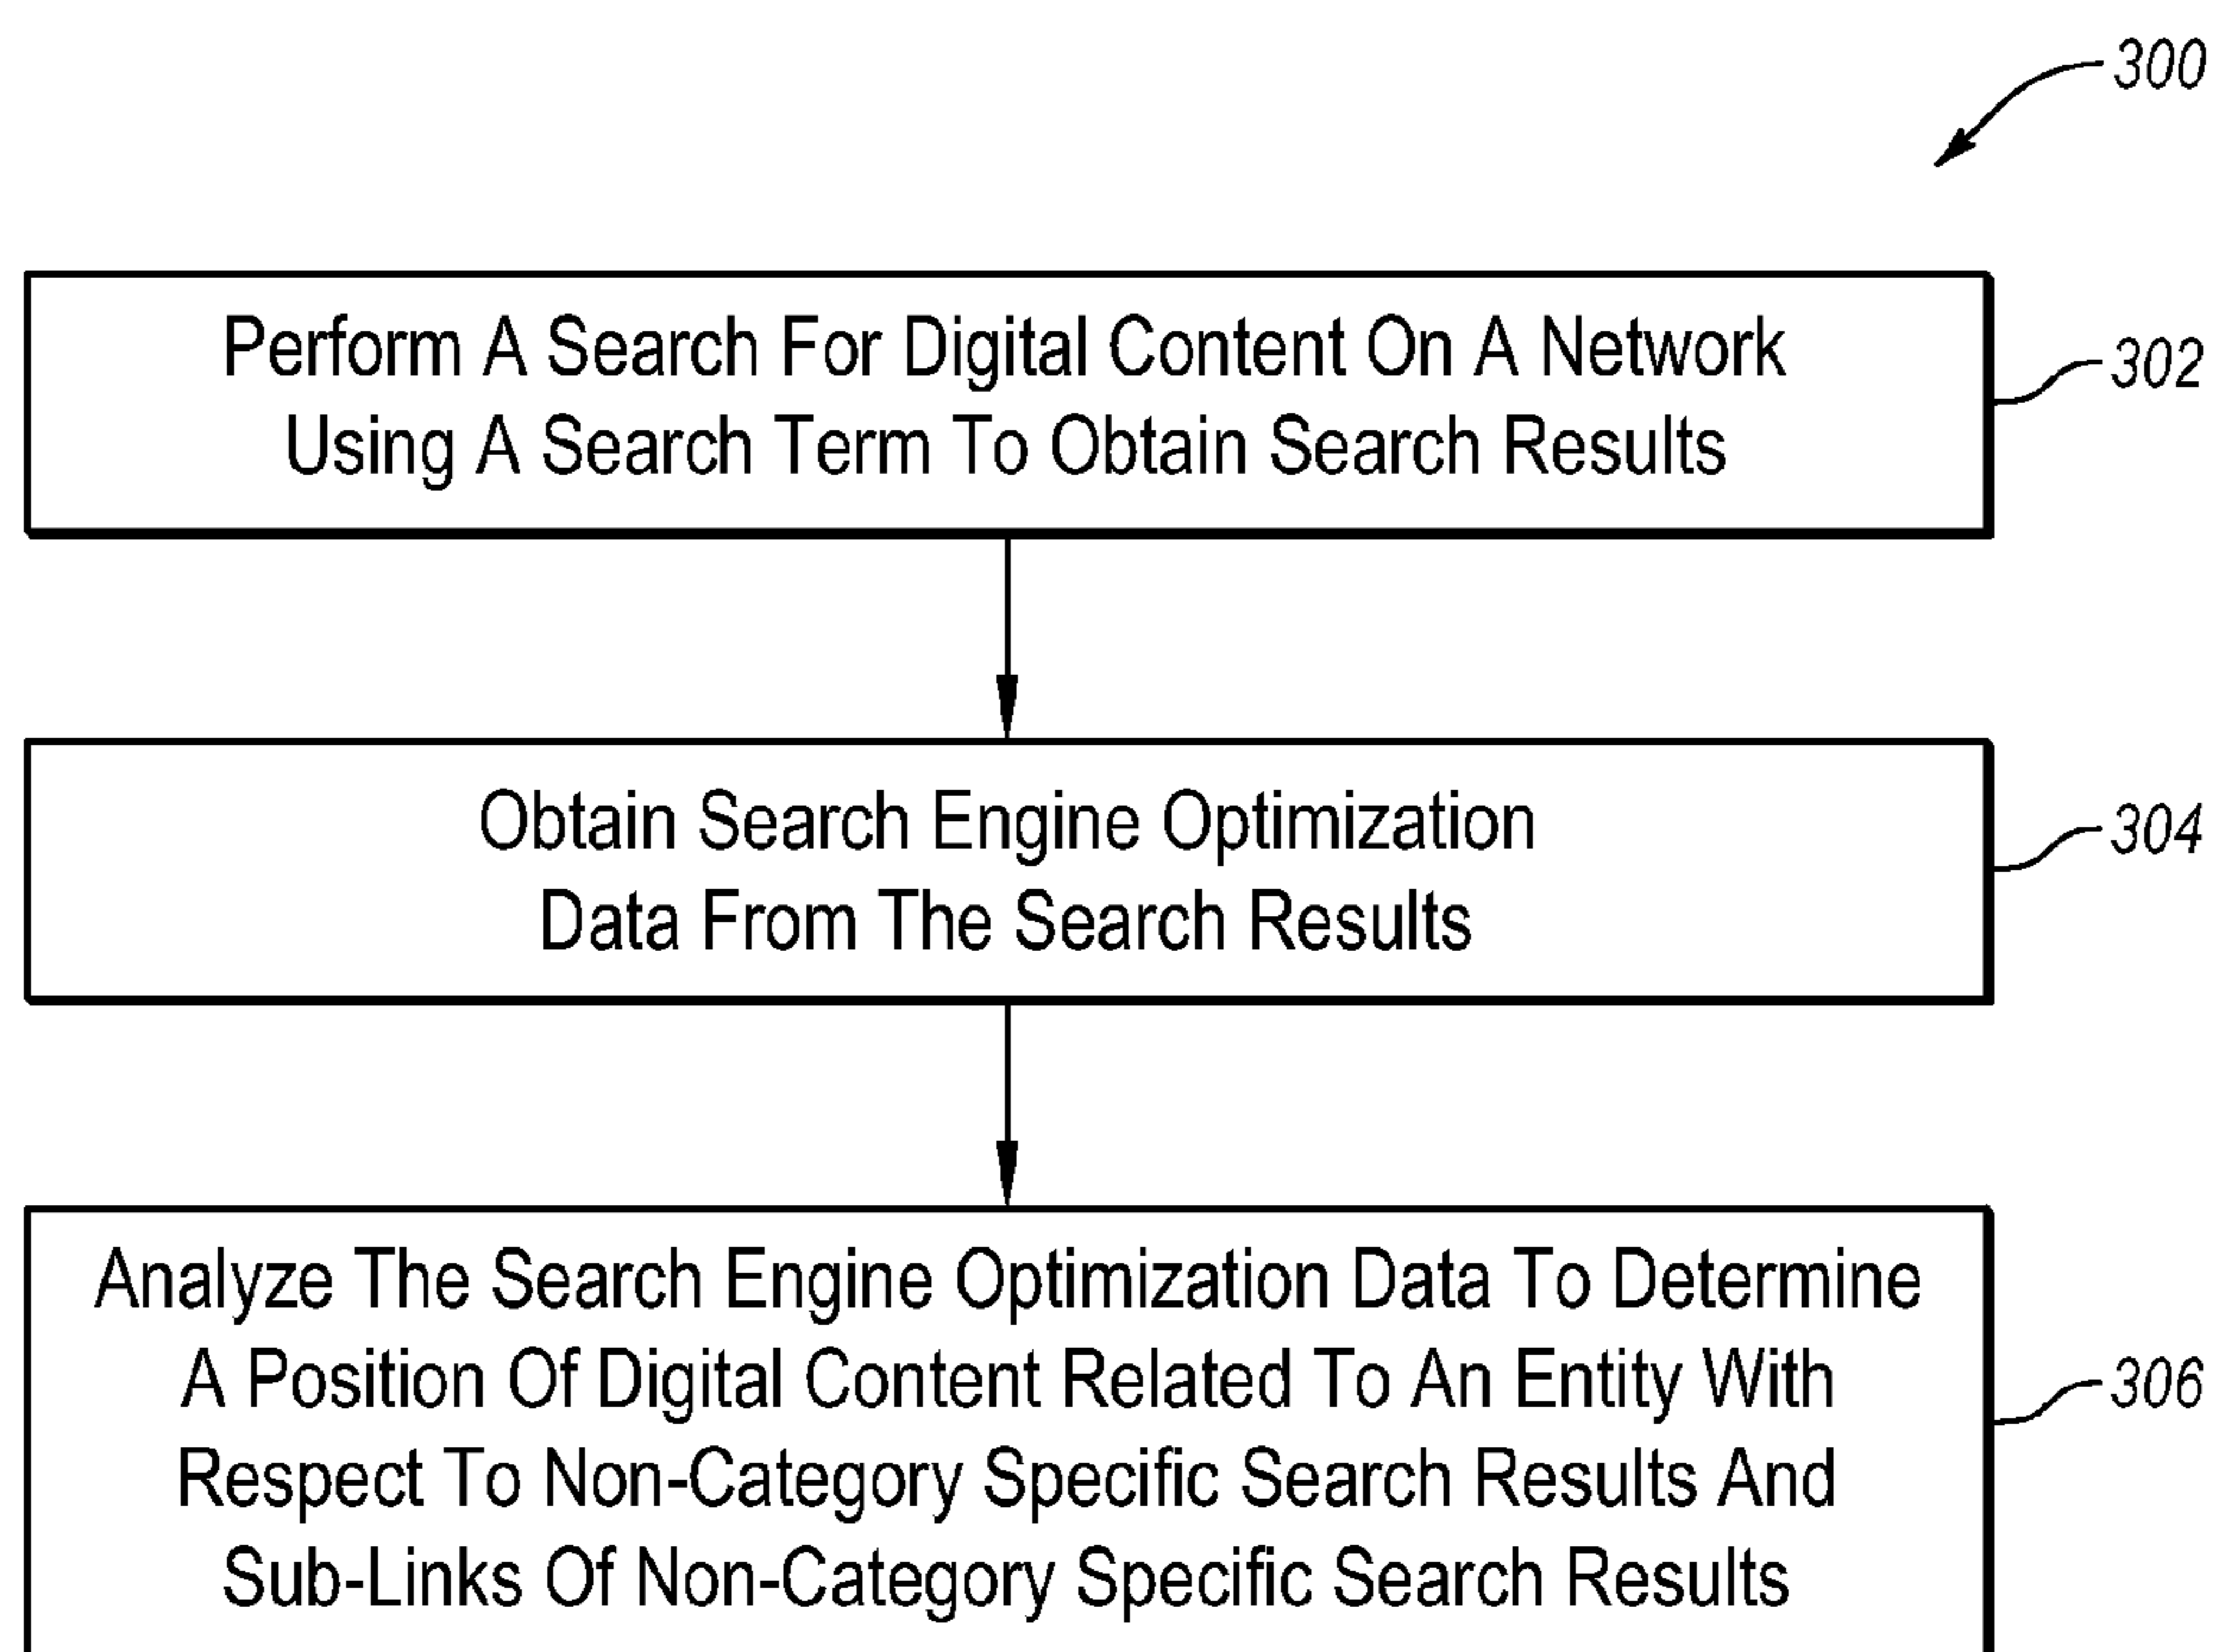 300
Perform A Search For Digital Content On A Network
Using A Search Term To Obtain Search Results
302
Obtain Search Engine Optimization
Data From The Search Results
304
Analyze The Search Engine Optimization Data To Determine
A Position Of Digital Content Related To An Entity With
Respect To Non-Category Specific Search Results And
Sub-Links Of Non-Category Specific Search Results
306